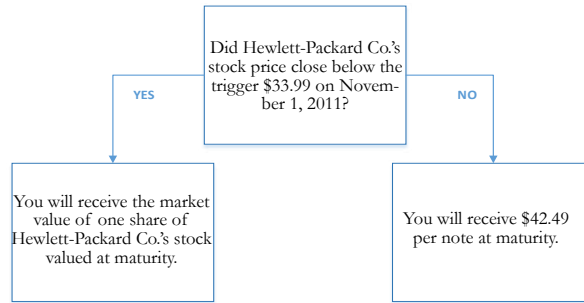 Did Hewlett-Packard Co.'s
stock price close below the
trigger $33.99 on Novem-
ber 1, 2011?
YES
NO
You will receive the market
value of one share of
Hewlett-Packard Co.'s stock
valued at maturity.
You will receive $42.49
per note at maturity.